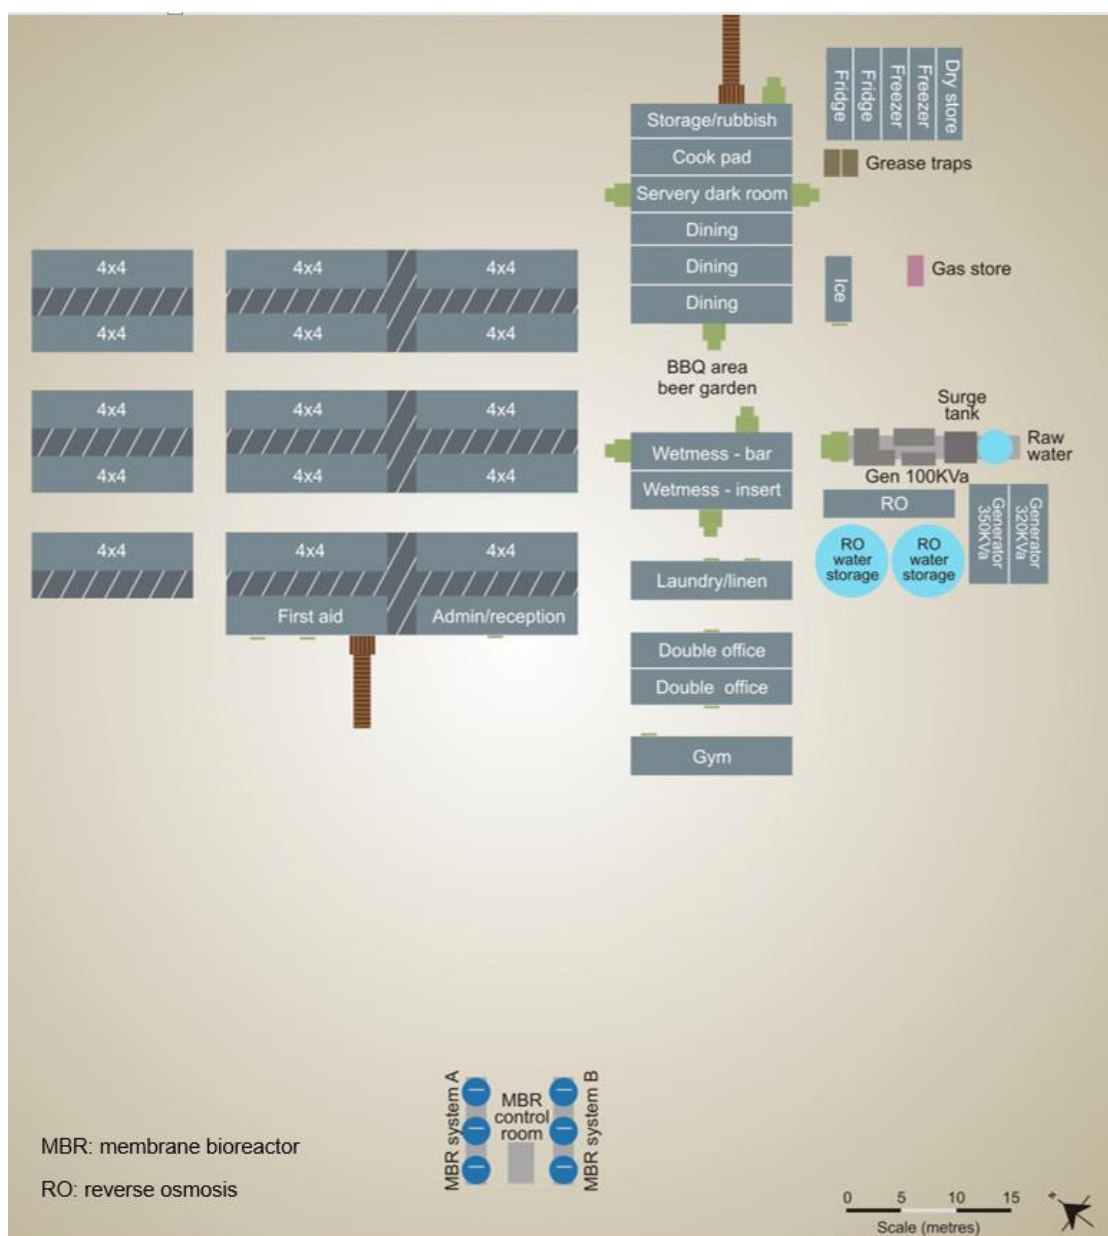 Storage/rubbish
Cook pad
Servery dark room
Dining
Dining
Dining
Fridge
Fridge
Freezer
Freezer
Dry store
Grease traps
Ice
Gas store
4x4
4x4
4x4
4x4
4x4
4x4
BBQ area
beer garden
4x4
4x4
4x4
4x4
4x4
4x4
Wetmess - bar
Wetmess - insert
Surge
tank
Raw
water
Gen 100KVa
RO
RO
water
storage
RO
water
storage
Generator
350KVa
Generator
320KVa
4x4
4x4
4x4
First aid
Admin/reception
Laundry/linen
Double office
Double office
Gym
MBR system A
MBR
control
room
MBR system B
MBR: membrane bioreactor
RO: reverse osmosis
0 5 10 15
Scale (metres)